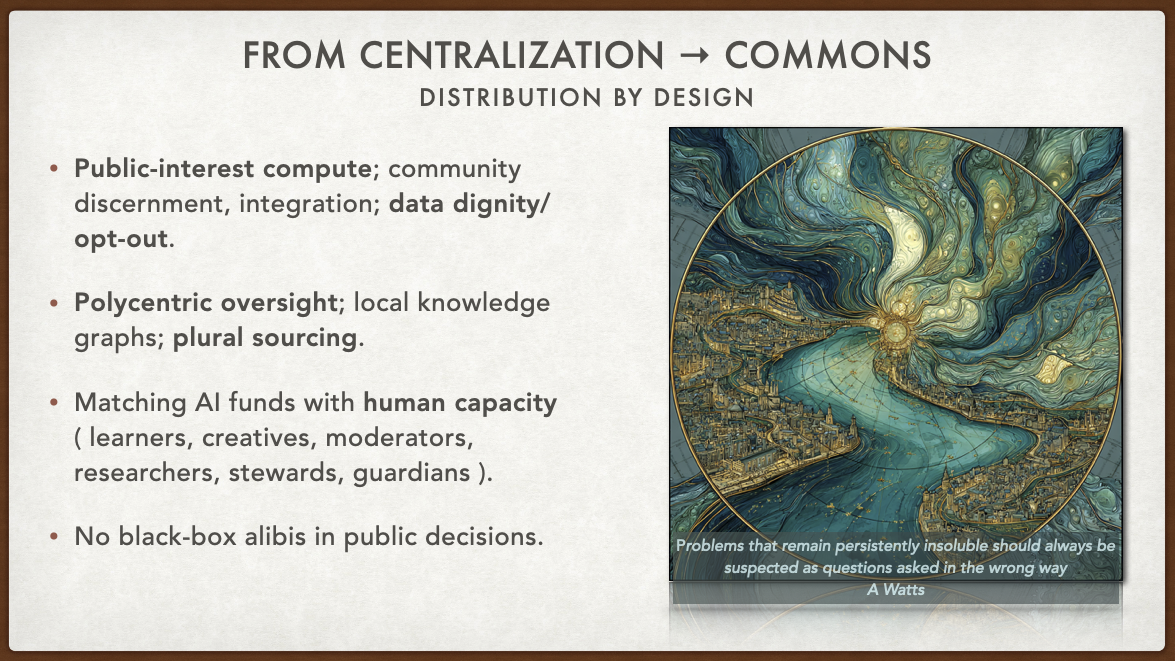 FROM CENTRALIZATION → COMMONS
DISTRIBUTION BY DESIGN
• Public-interest compute; community
discernment, integration; data dignity/
opt-out.
• Polycentric oversight; local knowledge
graphs; plural sourcing.
• Matching AI funds with human capacity
( learners, creatives, moderators,
researchers, stewards, guardians ).
• No black-box alibis in public decisions.
Problems that remain persistently insoluble should always be
suspected as questions asked in the wrong way
A Watts